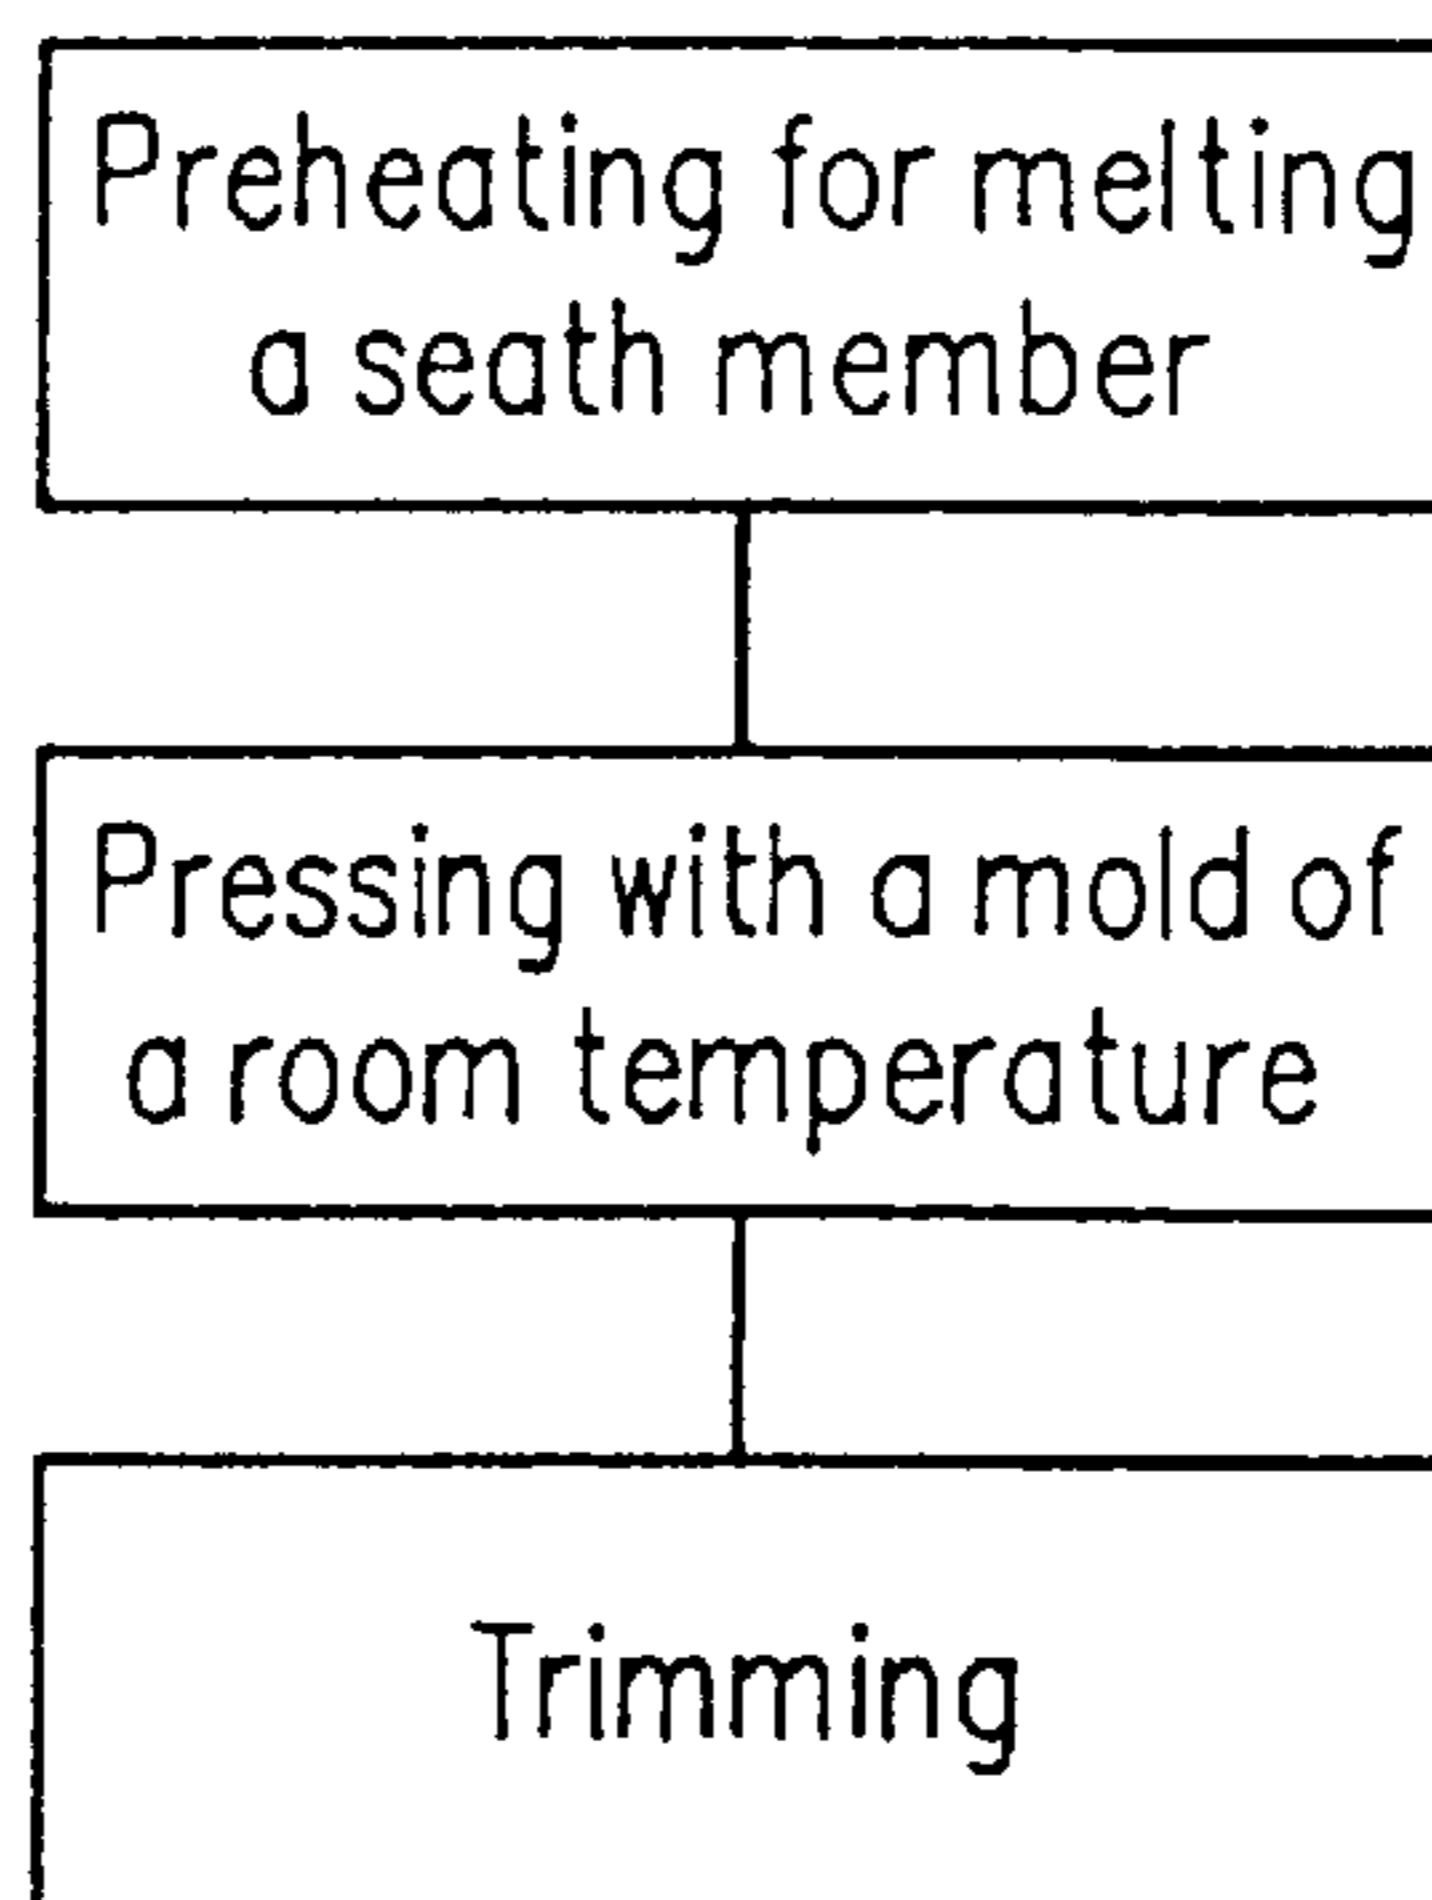 Preheating for melting
a seath member
Pressing with a mold of
a room temperature
Trimming